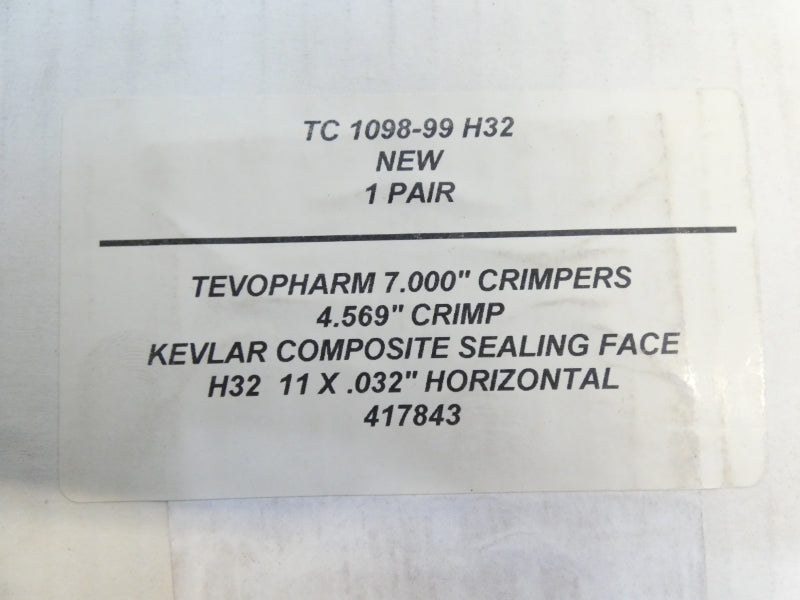 TC 1098-99 H32
NEW
1 PAIR
TEVOPHARM 7.000" CRIMPERS
4.569" CRIMP
KEVLAR COMPOSITE SEALING FACE
H32 11 X .032" HORIZONTAL
417843